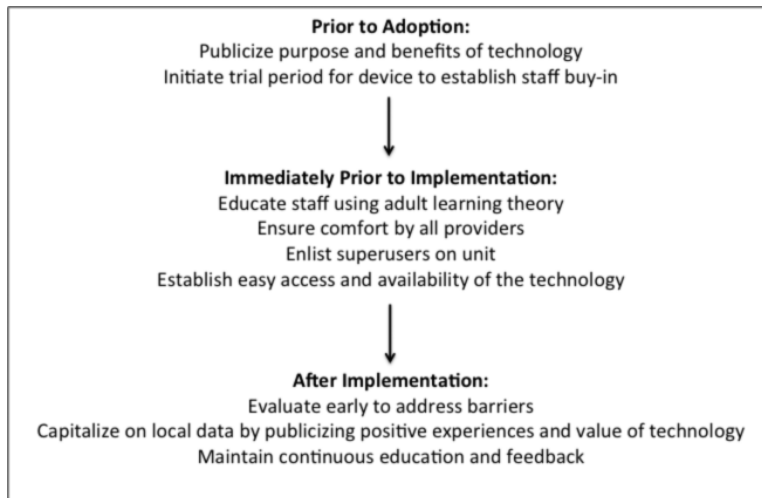 Prior to Adoption:
Publicize purpose and benefits of technology
Initiate trial period for device to establish staff buy-in
Immediately Prior to Implementation:
Educate staff using adult learning theory
Ensure comfort by all providers
Enlist superusers on unit
Establish easy access and availability of the technology
After Implementation:
Evaluate early to address barriers
Capitalize on local data by publicizing positive experiences and value of technology
Maintain continuous education and feedback